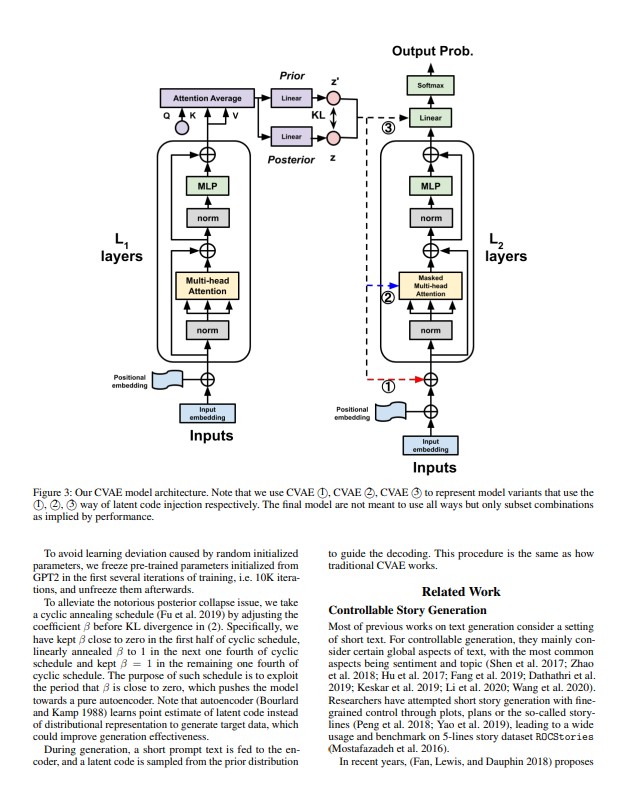 Output Prob.
Softmax
Linear
③
Prior
z'
Attention Average
Linear
KL
Q K V
Linear
Posterior
z
MLP
norm
L1
layers
Multi-head
Attention
norm
Positional
embedding
Input
embedding
Inputs
MLP
norm
L2
layers
Masked
Multi-head
Attention
②
norm
①
Positional
embedding
Input
embedding
Inputs
Figure 3: Our CVAE model architecture. Note that we use CVAE ①, CVAE ②, CVAE ③ to represent model variants that use the
①, ②, ③ way of latent code injection respectively. The final model are not meant to use all ways but only subset combinations
as implied by performance.
To avoid learning deviation caused by random initialized
parameters, we freeze pre-trained parameters initialized from
GPT2 in the first several iterations of training, i.e. 10K itera-
tions, and unfreeze them afterwards.
To alleviate the notorious posterior collapse issue, we take
a cyclic annealing schedule (Fu et al. 2019) by adjusting the
coefficient β before KL divergence in (2). Specifically, we
have kept β close to zero in the first half of cyclic schedule,
linearly annealed β to 1 in the next one fourth of cyclic
schedule and kept β = 1 in the remaining one fourth of
cyclic schedule. The purpose of such schedule is to exploit
the period that β is close to zero, which pushes the model
towards a pure autoencoder. Note that autoencoder (Bourlard
and Kamp 1988) learns point estimate of latent code instead
of distributional representation to generate target data, which
could improve generation effectiveness.
During generation, a short prompt text is fed to the en-
coder, and a latent code is sampled from the prior distribution
to guide the decoding. This procedure is the same as how
traditional CVAE works.
Related Work
Controllable Story Generation
Most of previous works on text generation consider a setting
of short text. For controllable generation, they mainly con-
sider certain global aspects of text, with the most common
aspects being sentiment and topic (Shen et al. 2017; Zhao
et al. 2018; Hu et al. 2017; Fang et al. 2019; Dathathri et al.
2019; Keskar et al. 2019; Li et al. 2020; Wang et al. 2020).
Researchers have attempted short story generation with fine-
grained control through plots, plans or the so-called story-
lines (Peng et al. 2018; Yao et al. 2019), leading to a wide
usage and benchmark on 5-lines story dataset ROCStories
(Mostafazadeh et al. 2016).
In recent years, (Fan, Lewis, and Dauphin 2018) proposes